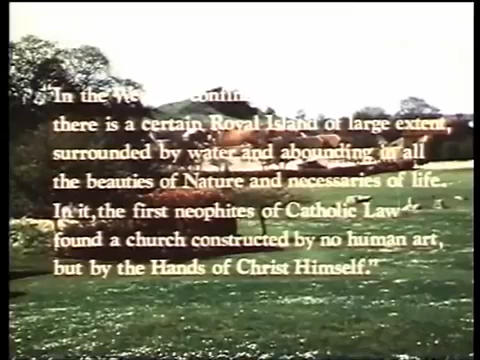 "In the We confin
there is a certain Royal Island of large extent,
surrounded by water and abounding in all
the beauties of Nature and necessaries of life.
In it, the first neophites of Catholic Law
found a church constructed by no human art,
but by the Hands of Christ Himself."